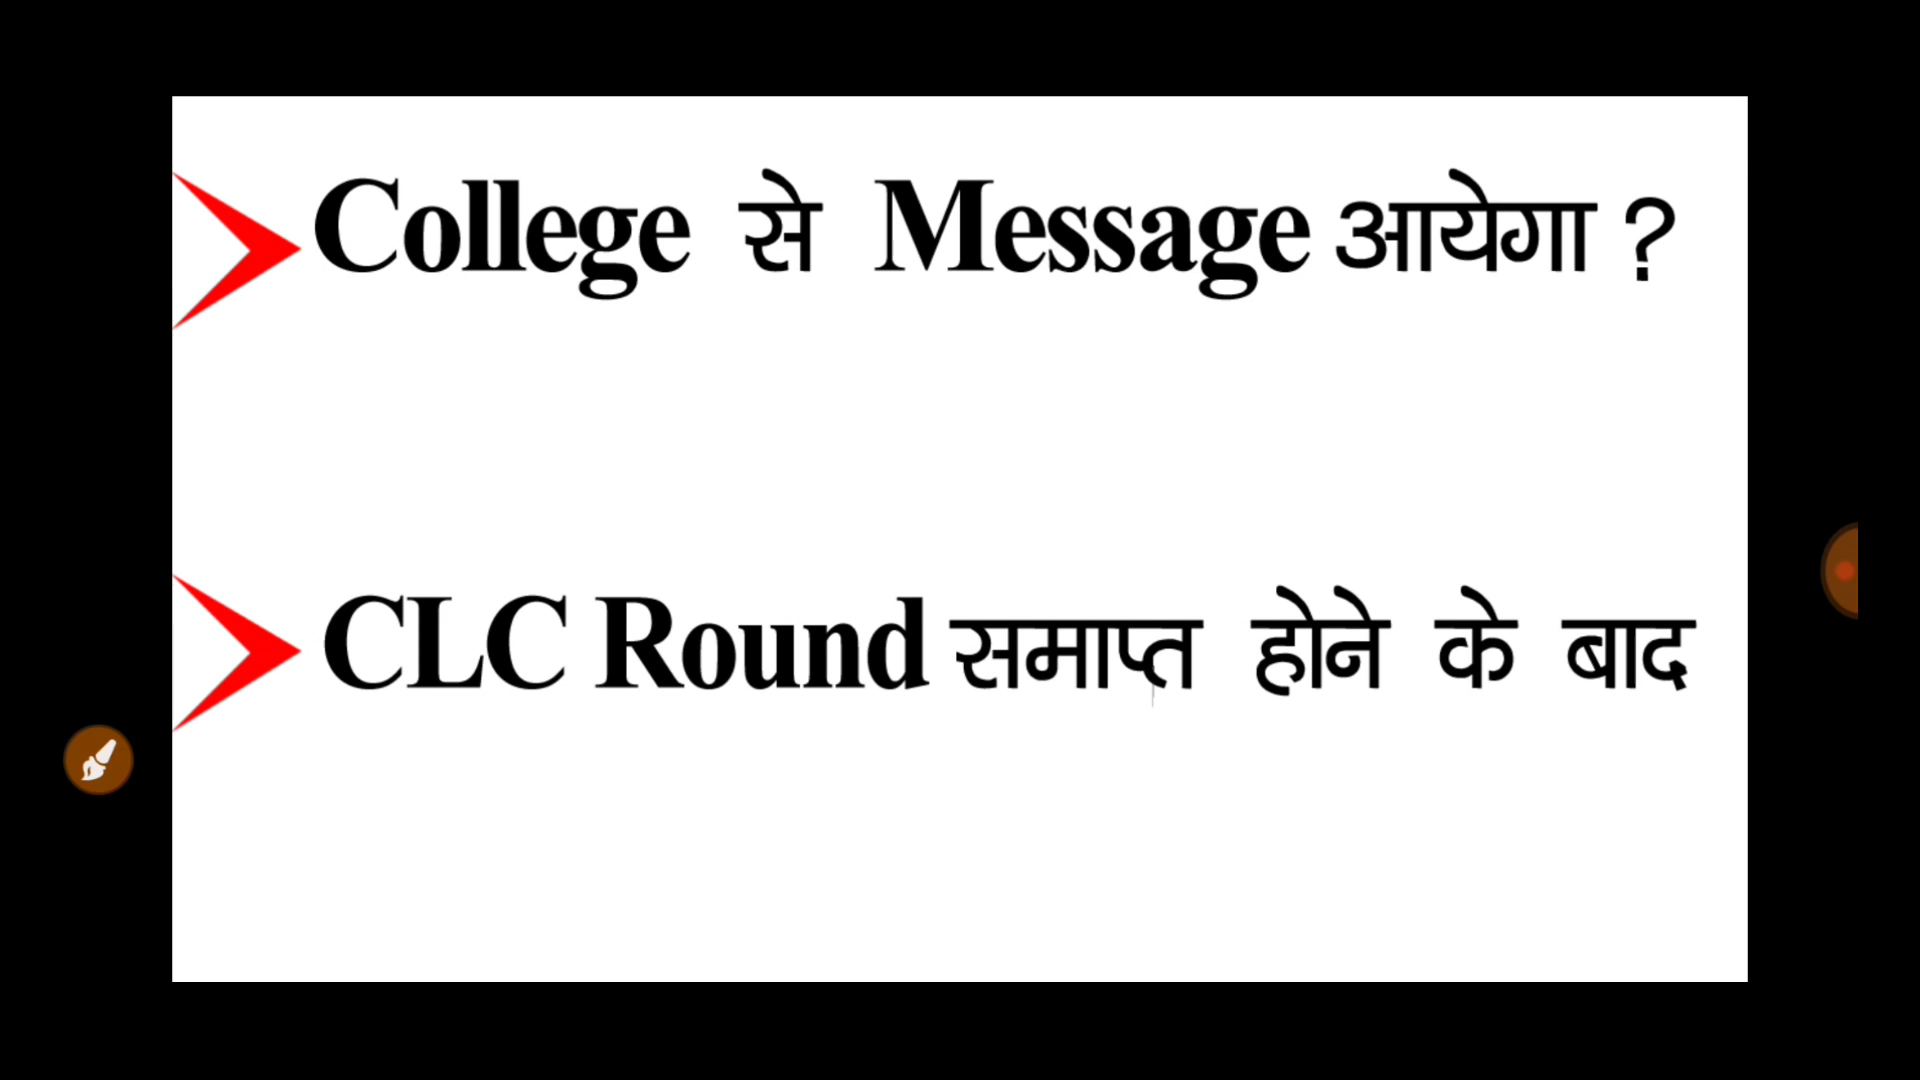 College से Message आयेगा ?
CLC Round समाप्त होने के बाद